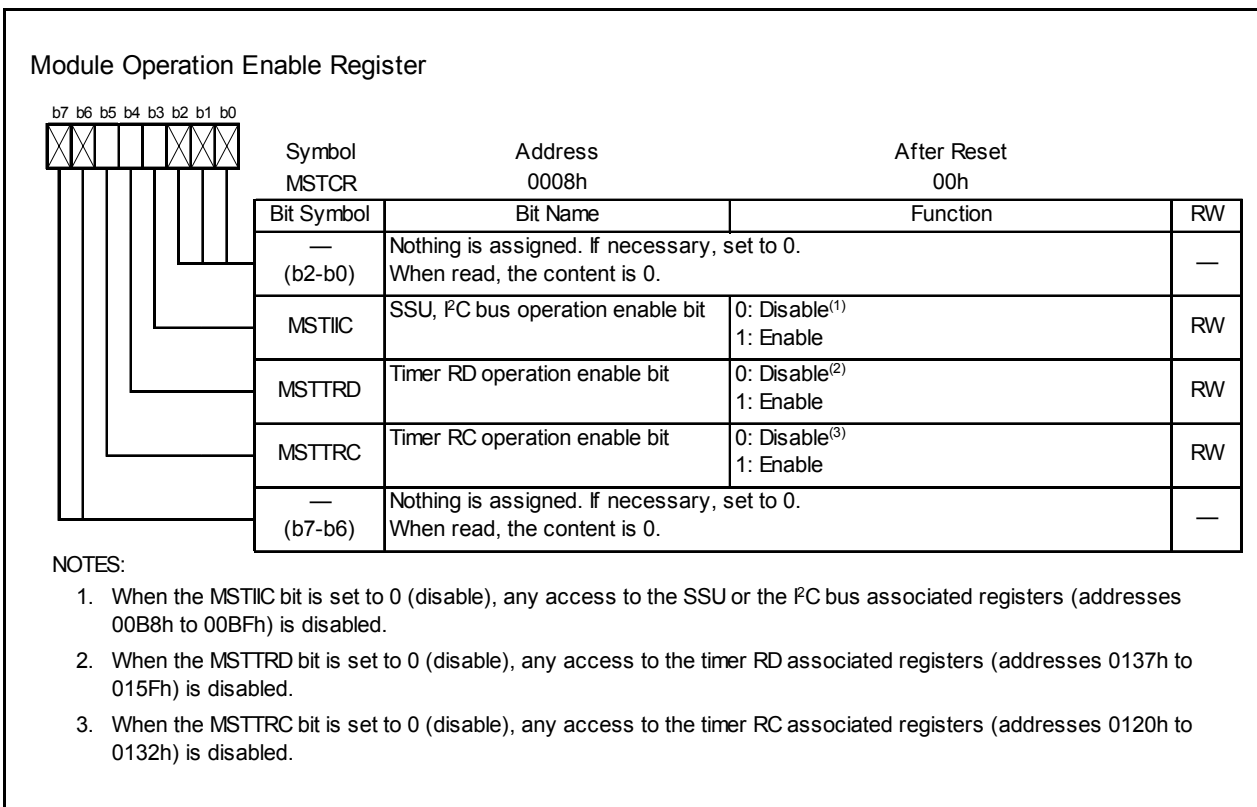 Module Operation Enable Register
b7 b6 b5 b4 b3 b2 b1 b0
Symbol Address After Reset
MSTCR 0008h 00h
Bit Symbol Bit Name Function RW
— Nothing is assigned. If necessary, set to 0.
(b2-b0) When read, the content is 0. —
MSTIIC SSU, I²C bus operation enable bit 0: Disable(1) RW
1: Enable
MSTTRD Timer RD operation enable bit 0: Disable(2) RW
1: Enable
MSTTRC Timer RC operation enable bit 0: Disable(3) RW
1: Enable
— Nothing is assigned. If necessary, set to 0.
(b7-b6) When read, the content is 0. —
NOTES:
1. When the MSTIIC bit is set to 0 (disable), any access to the SSU or the I²C bus associated registers (addresses
00B8h to 00BFh) is disabled.
2. When the MSTTRD bit is set to 0 (disable), any access to the timer RD associated registers (addresses 0137h to
015Fh) is disabled.
3. When the MSTTRC bit is set to 0 (disable), any access to the timer RC associated registers (addresses 0120h to
0132h) is disabled.